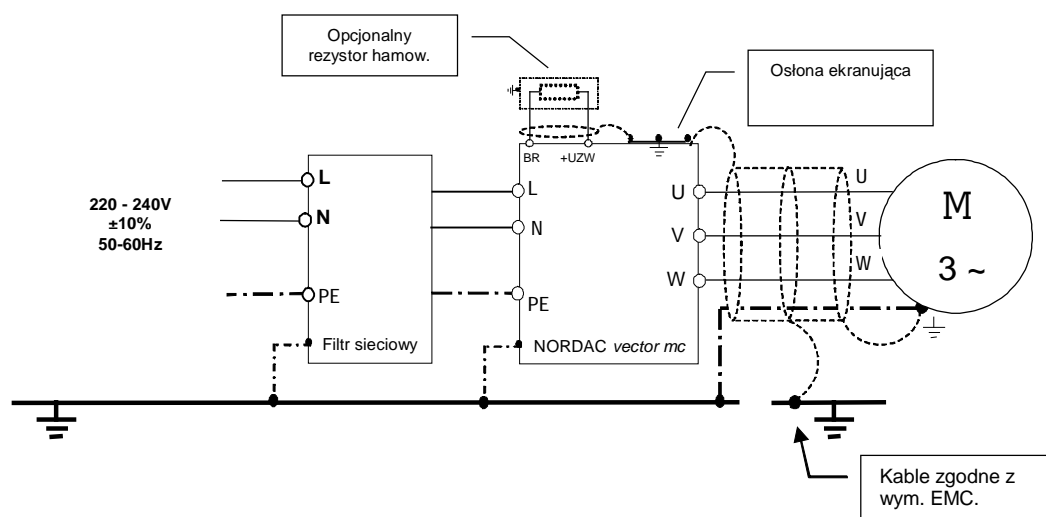 Opcjonalny
rezystor hamow.
Osłona ekranująca
BR
+UZW
220 - 240V
±10%
50-60Hz
L
N
PE
Filtr sieciowy
L
N
PE
NORDAC vector mc
U
V
W
U
V
W
M
3 ~
Kable zgodne z
wym. EMC.